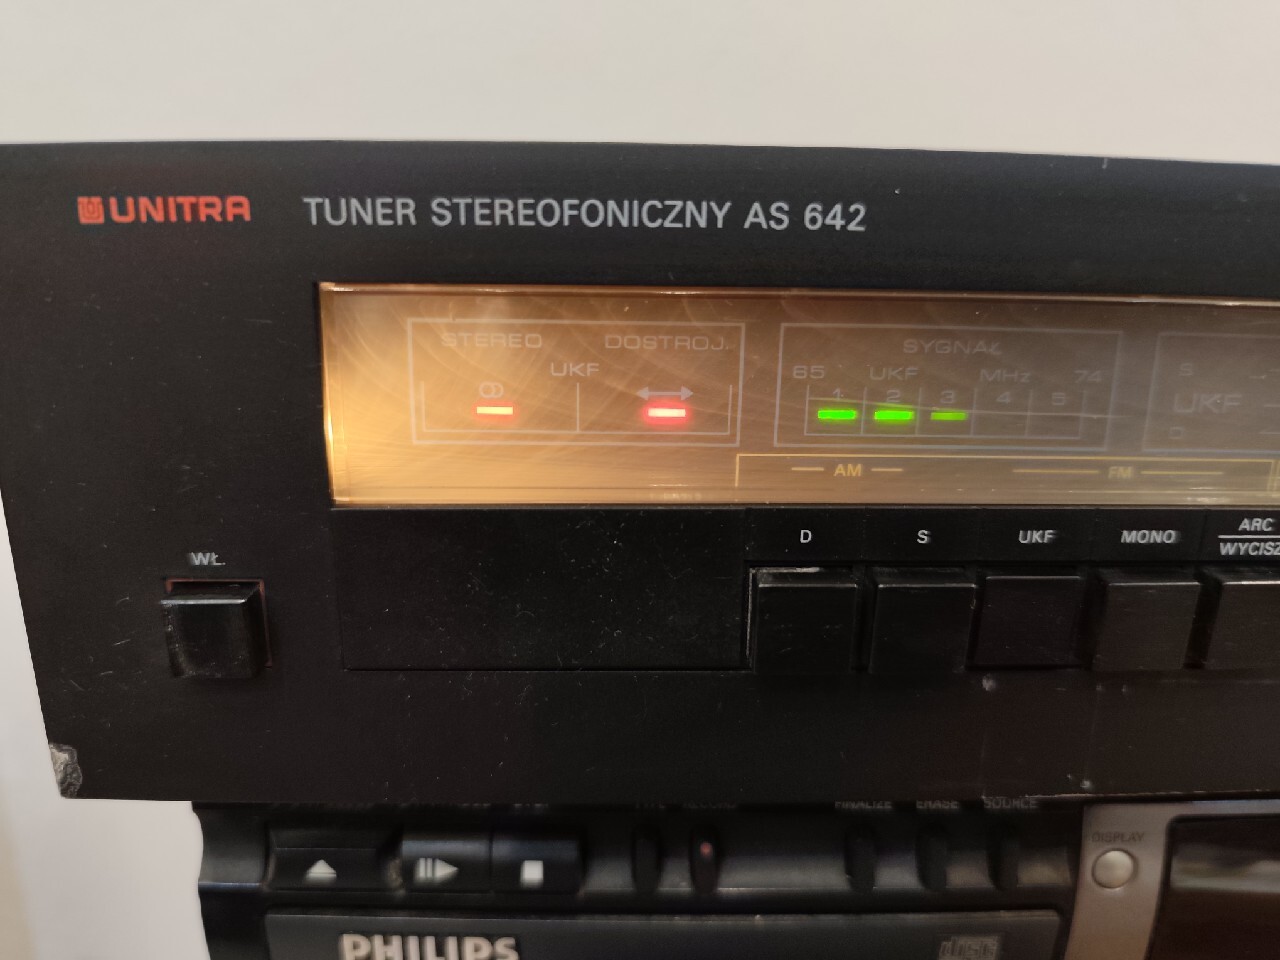 UNITRA TUNER STEREOFONICZNY AS 642
STEREO DOSTROJ.
UKF
SYGNAŁ
65 UKF MHz 74
1 2 3 4 5
S
UKF
D
AM FM
WŁ.
D S UKF MONO ARC
WYCISZ
FINALIZE ERASE SOURCE
DISPLAY
PHILIPS
disc